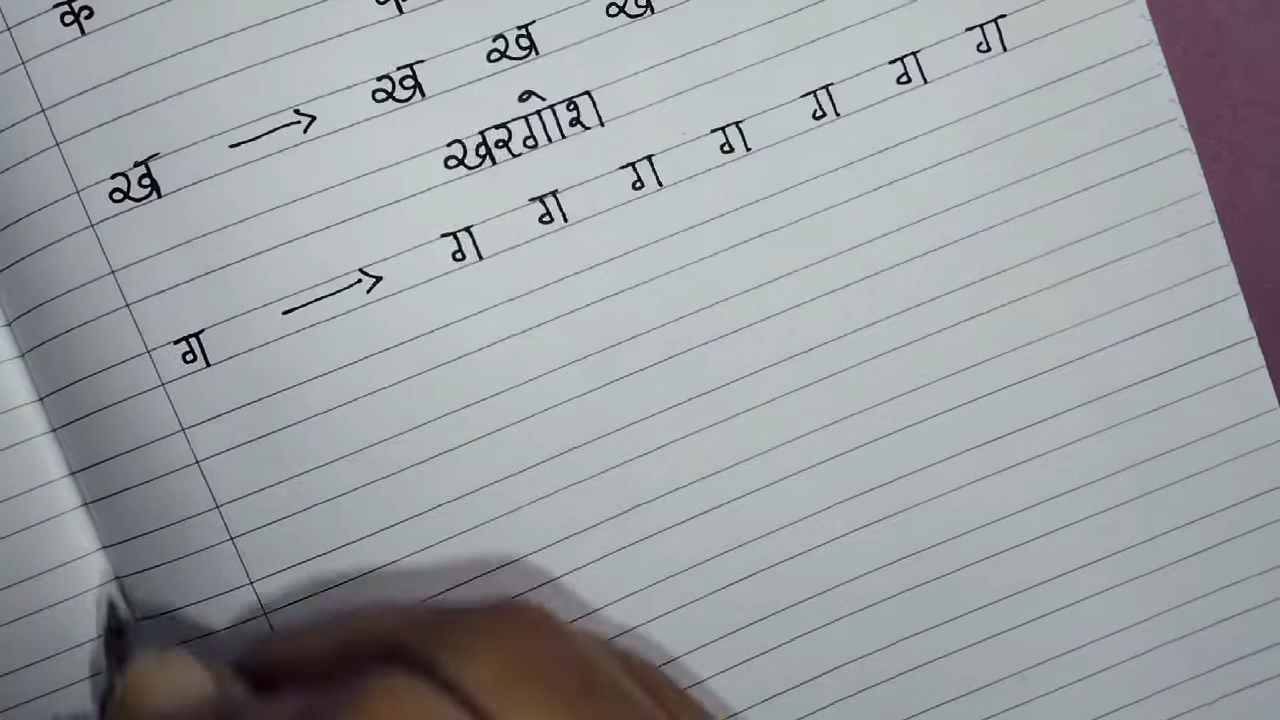 क
ख → ख ख ख
खरगोश
ग → ग ग ग ग ग ग ग